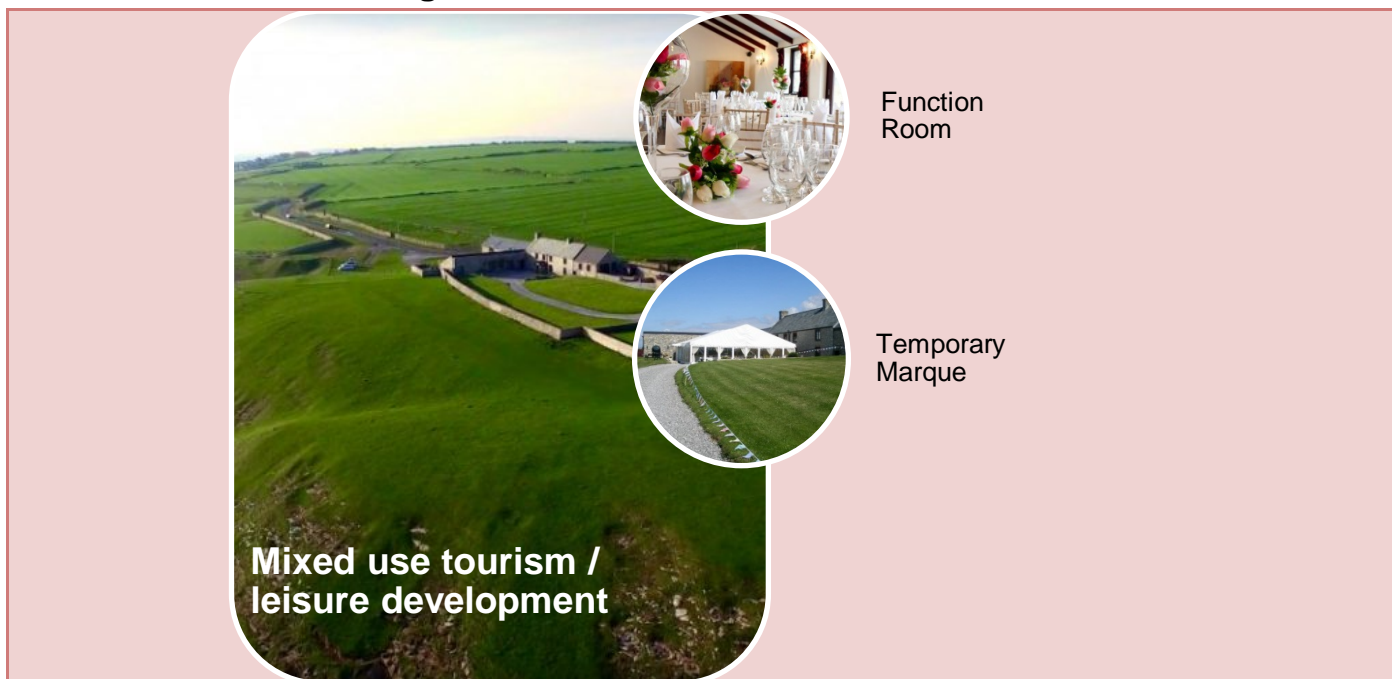 Function
Room
Temporary
Marque
Mixed use tourism /
leisure development